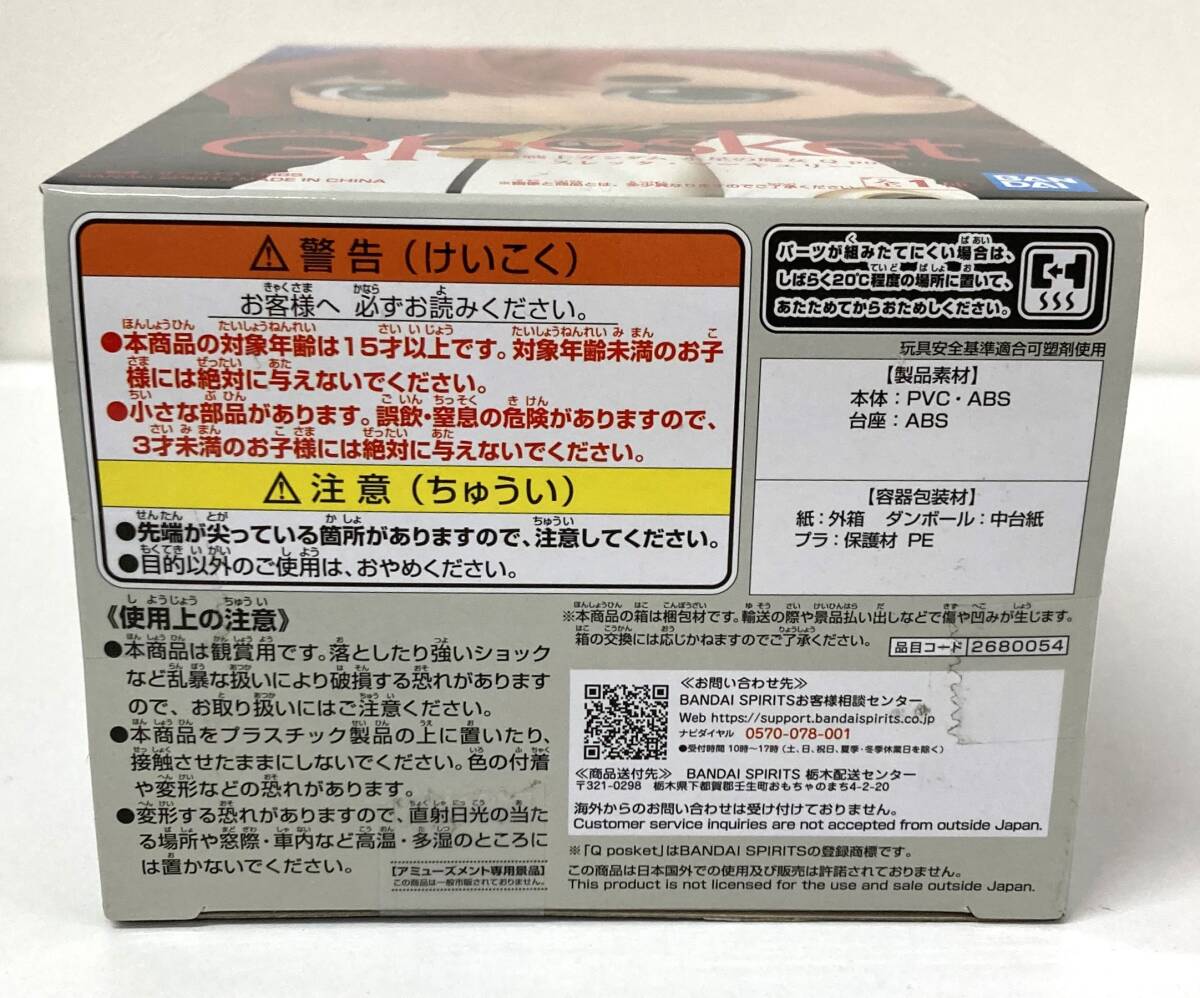 Q posket
MADE IN CHINA
BAN
DAI
⚠警告(けいこく)
お客様へ 必ずお読みください。
●本商品の対象年齢は15才以上です。対象年齢未満のお子
様には絶対に与えないでください。
●小さな部品があります。誤飲・窒息の危険がありますので、
3才未満のお子様には絶対に与えないでください。
⚠注意(ちゅうい)
●先端が尖っている箇所がありますので、注意してください。
●目的以外のご使用は、おやめください。
《使用上の注意》
●本商品は観賞用です。落としたり強いショック
など乱暴な扱いにより破損する恐れがあります
ので、お取り扱いにはご注意ください。
●本商品をプラスチック製品の上に置いたり、
接触させたままにしないでください。色の付着
や変形などの恐れがあります。
●変形する恐れがありますので、直射日光の当た
る場所や窓際・車内など高温・多湿のところに
は置かないでください。
【アミューズメント専用景品】
この商品は一般市販されておりません。
パーツが組みたてにくい場合は、
しばらく20℃程度の場所に置いて、
あたためてからおためしください。
玩具安全基準適合可塑剤使用
【製品素材】
本体:PVC・ABS
台座:ABS
【容器包装材】
紙:外箱 ダンボール:中台紙
プラ:保護材 PE
※本商品の箱は梱包材です。輸送の際や景品払い出しなどで傷や凹みが生じます。
箱の交換には応じかねますのでご了承ください。
品目コード 2680054
≪お問い合わせ先≫
BANDAI SPIRITSお客様相談センター
Web https://support.bandaispirits.co.jp
ナビダイヤル 0570-078-001
●受付時間 10時〜17時(土、日、祝日、夏季・冬季休業日を除く)
≪商品送付先≫ BANDAI SPIRITS 栃木配送センター
〒321-0298 栃木県下都賀郡壬生町おもちゃのまち4-2-20
海外からのお問い合わせは受け付けておりません。
Customer service inquiries are not accepted from outside Japan.
※「Q posket」はBANDAI SPIRITSの登録商標です。
この商品は日本国外での使用及び販売は許諾されておりません。
This product is not licensed for the use and sale outside Japan.